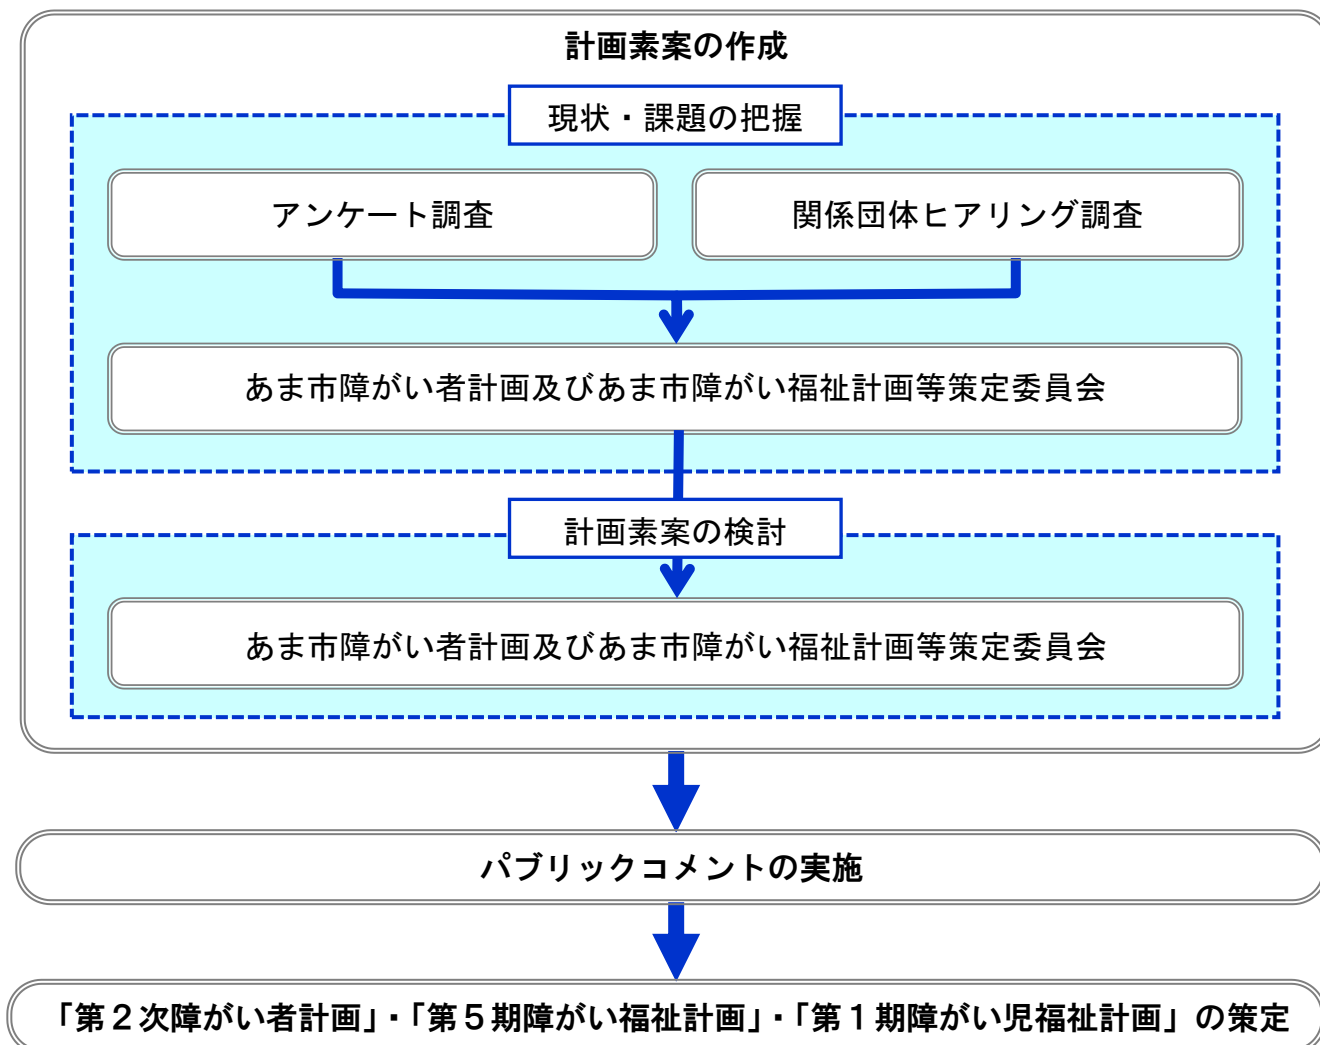 計画素案の作成
現状・課題の把握
アンケート調査
関係団体ヒアリング調査
あま市障がい者計画及びあま市障がい福祉計画等策定委員会
計画素案の検討
あま市障がい者計画及びあま市障がい福祉計画等策定委員会
パブリックコメントの実施
「第２次障がい者計画」・「第５期障がい福祉計画」・「第１期障がい児福祉計画」の策定